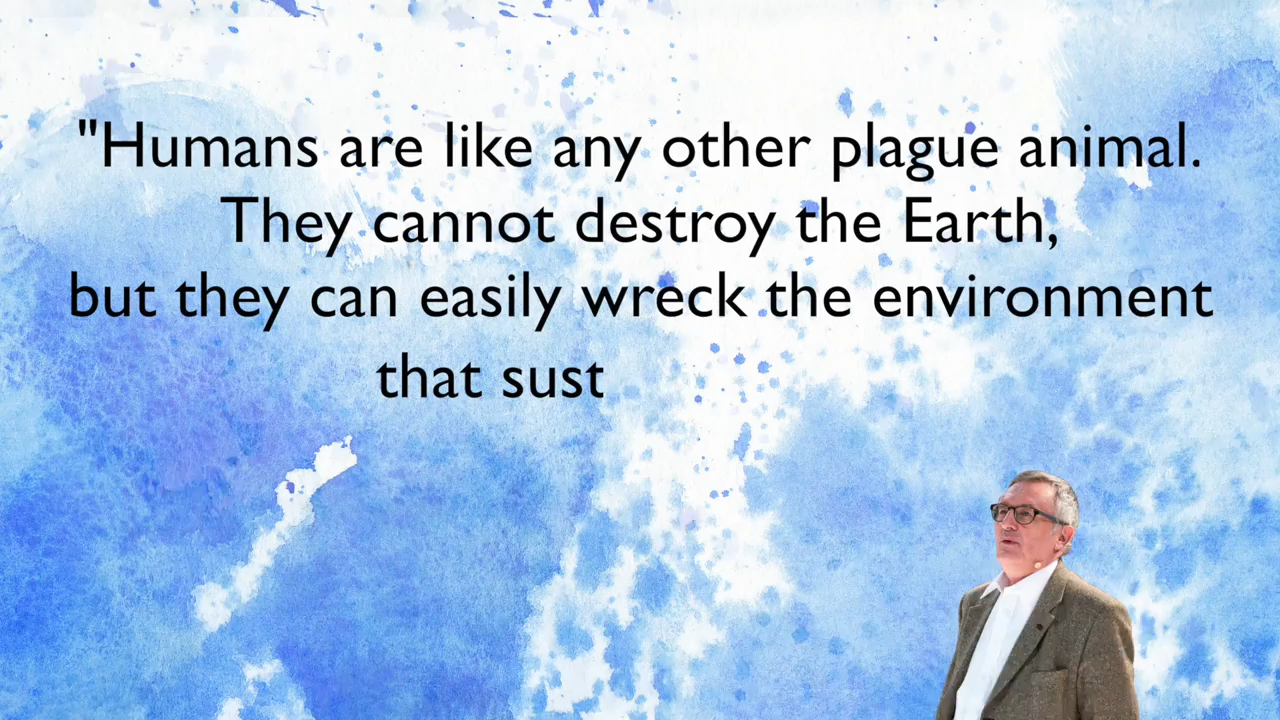 "Humans are like any other plague animal.
They cannot destroy the Earth,
but they can easily wreck the environment
that sust